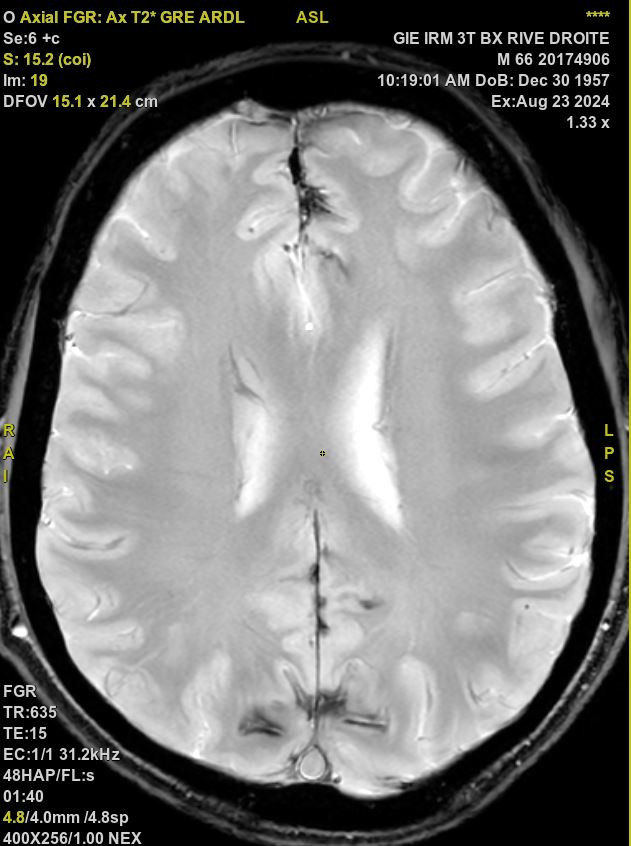 O Axial FGR: Ax T2* GRE ARDL
Se:6 +c
S: 15.2 (coi)
Im: 19
DFOV 15.1 x 21.4 cm
ASL
****
GIE IRM 3T BX RIVE DROITE
M 66 20174906
10:19:01 AM DoB: Dec 30 1957
Ex:Aug 23 2024
1.33 x
R
A
I
L
P
S
FGR
TR:635
TE:15
EC:1/1 31.2kHz
48HAP/FL:s
01:40
4.8/4.0mm /4.8sp
400X256/1.00 NEX